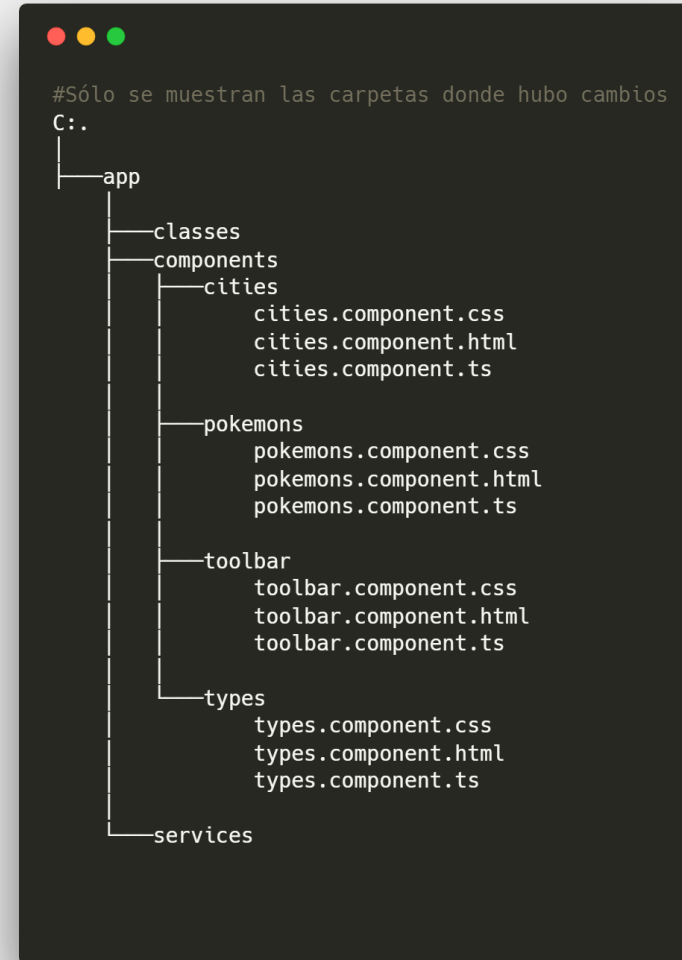 #Sólo se muestran las carpetas donde hubo cambios
C:.
│
├───app
    │
    ├───classes
    ├───components
    │   ├───cities
    │   │      cities.component.css
    │   │      cities.component.html
    │   │      cities.component.ts
    │   │
    │   ├───pokemons
    │   │      pokemons.component.css
    │   │      pokemons.component.html
    │   │      pokemons.component.ts
    │   │
    │   ├───toolbar
    │   │      toolbar.component.css
    │   │      toolbar.component.html
    │   │      toolbar.component.ts
    │   │
    │   └───types
    │          types.component.css
    │          types.component.html
    │          types.component.ts
    │
    └───services